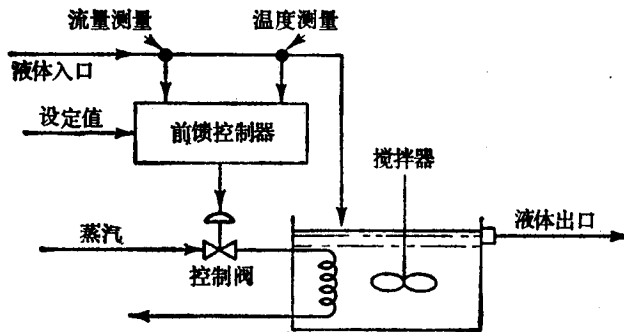 流量测量
温度测量
液体入口
设定值
前馈控制器
搅拌器
液体出口
蒸汽
控制阀